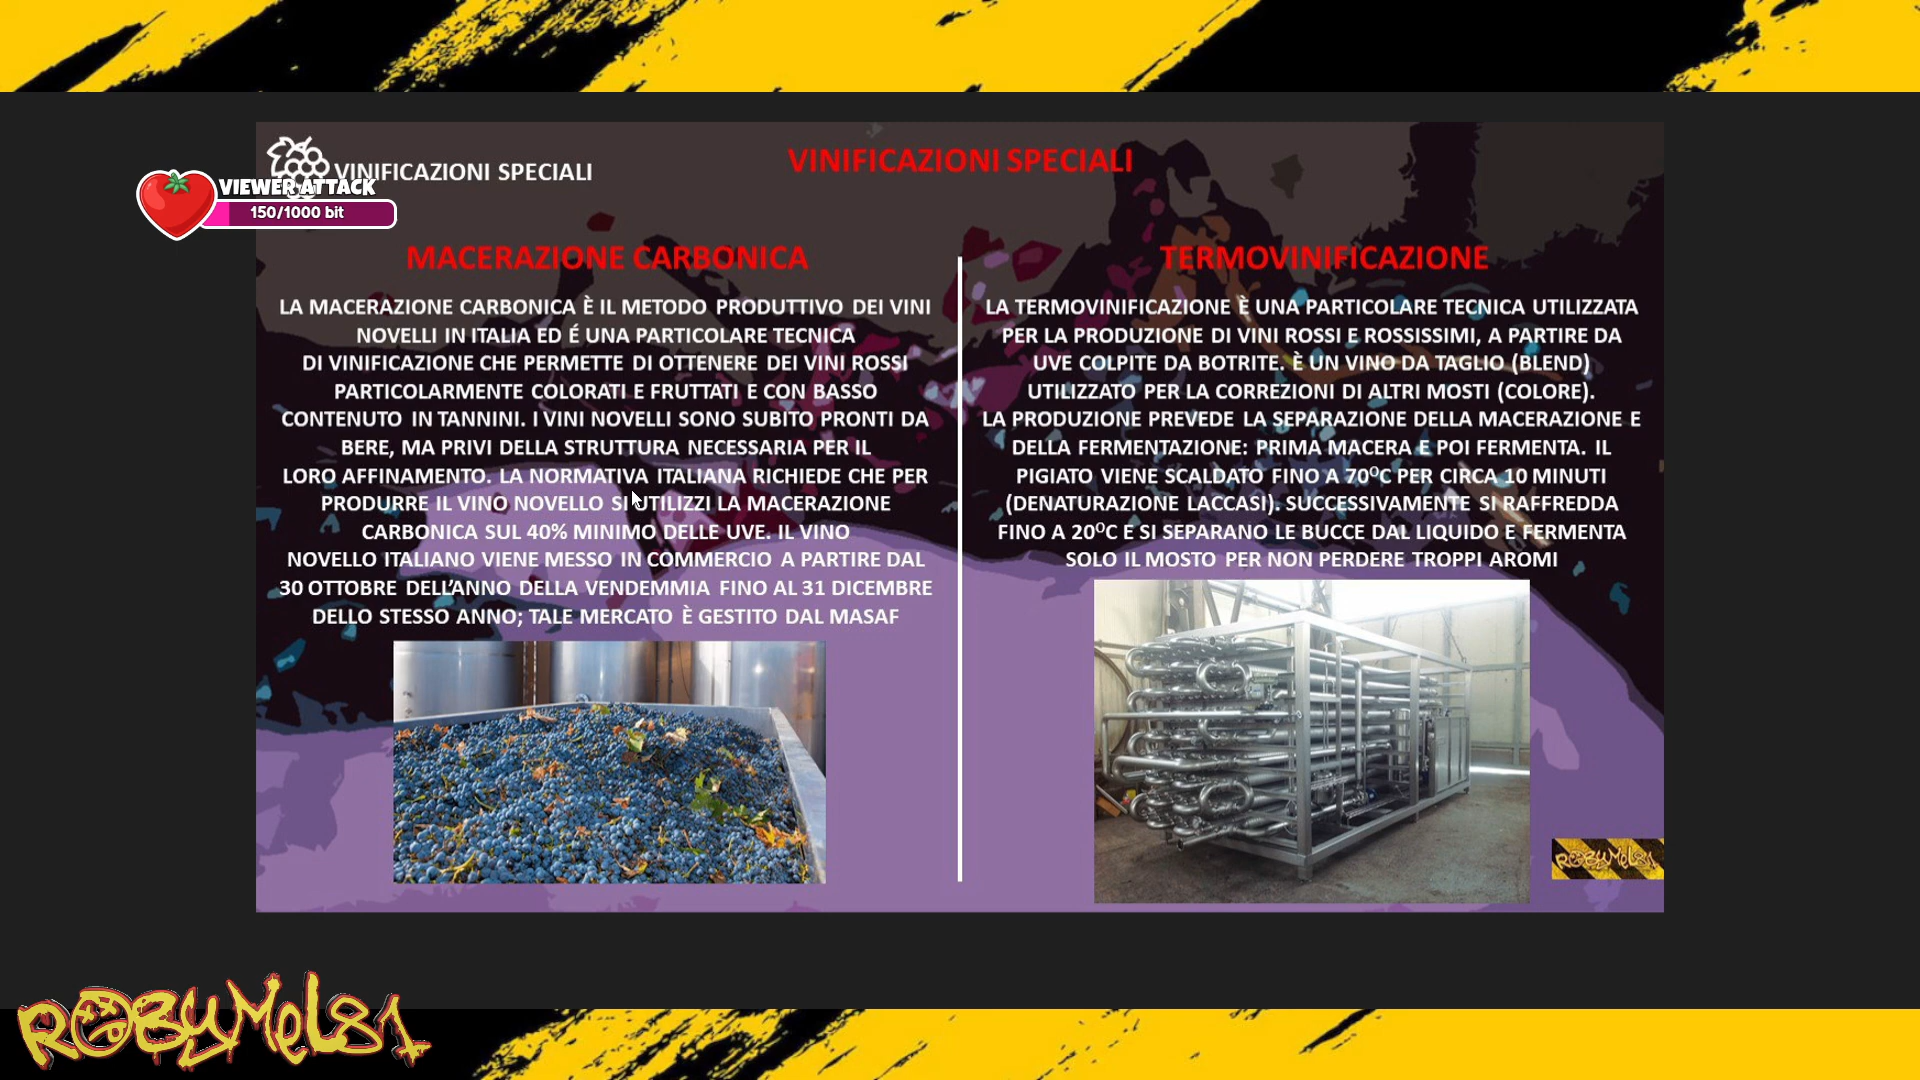 VINIFICAZIONI SPECIALI
VINIFICAZIONI SPECIALI
VIEWER ATTACK
150/1000 bit
MACERAZIONE CARBONICA
LA MACERAZIONE CARBONICA È IL METODO PRODUTTIVO DEI VINI
NOVELLI IN ITALIA ED É UNA PARTICOLARE TECNICA
DI VINIFICAZIONE CHE PERMETTE DI OTTENERE DEI VINI ROSSI
PARTICOLARMENTE COLORATI E FRUTTATI E CON BASSO
CONTENUTO IN TANNINI. I VINI NOVELLI SONO SUBITO PRONTI DA
BERE, MA PRIVI DELLA STRUTTURA NECESSARIA PER IL
LORO AFFINAMENTO. LA NORMATIVA ITALIANA RICHIEDE CHE PER
PRODURRE IL VINO NOVELLO SI UTILIZZI LA MACERAZIONE
CARBONICA SUL 40% MINIMO DELLE UVE. IL VINO
NOVELLO ITALIANO VIENE MESSO IN COMMERCIO A PARTIRE DAL
30 OTTOBRE DELL'ANNO DELLA VENDEMMIA FINO AL 31 DICEMBRE
DELLO STESSO ANNO; TALE MERCATO È GESTITO DAL MASAF
TERMOVINIFICAZIONE
LA TERMOVINIFICAZIONE È UNA PARTICOLARE TECNICA UTILIZZATA
PER LA PRODUZIONE DI VINI ROSSI E ROSSISSIMI, A PARTIRE DA
UVE COLPITE DA BOTRITE. È UN VINO DA TAGLIO (BLEND)
UTILIZZATO PER LA CORREZIONI DI ALTRI MOSTI (COLORE).
LA PRODUZIONE PREVEDE LA SEPARAZIONE DELLA MACERAZIONE E
DELLA FERMENTAZIONE: PRIMA MACERA E POI FERMENTA. IL
PIGIATO VIENE SCALDATO FINO A 70ºC PER CIRCA 10 MINUTI
(DENATURAZIONE LACCASI). SUCCESSIVAMENTE SI RAFFREDDA
FINO A 20ºC E SI SEPARANO LE BUCCE DAL LIQUIDO E FERMENTA
SOLO IL MOSTO PER NON PERDERE TROPPI AROMI
ROBYMEL81
ROBYMEL81